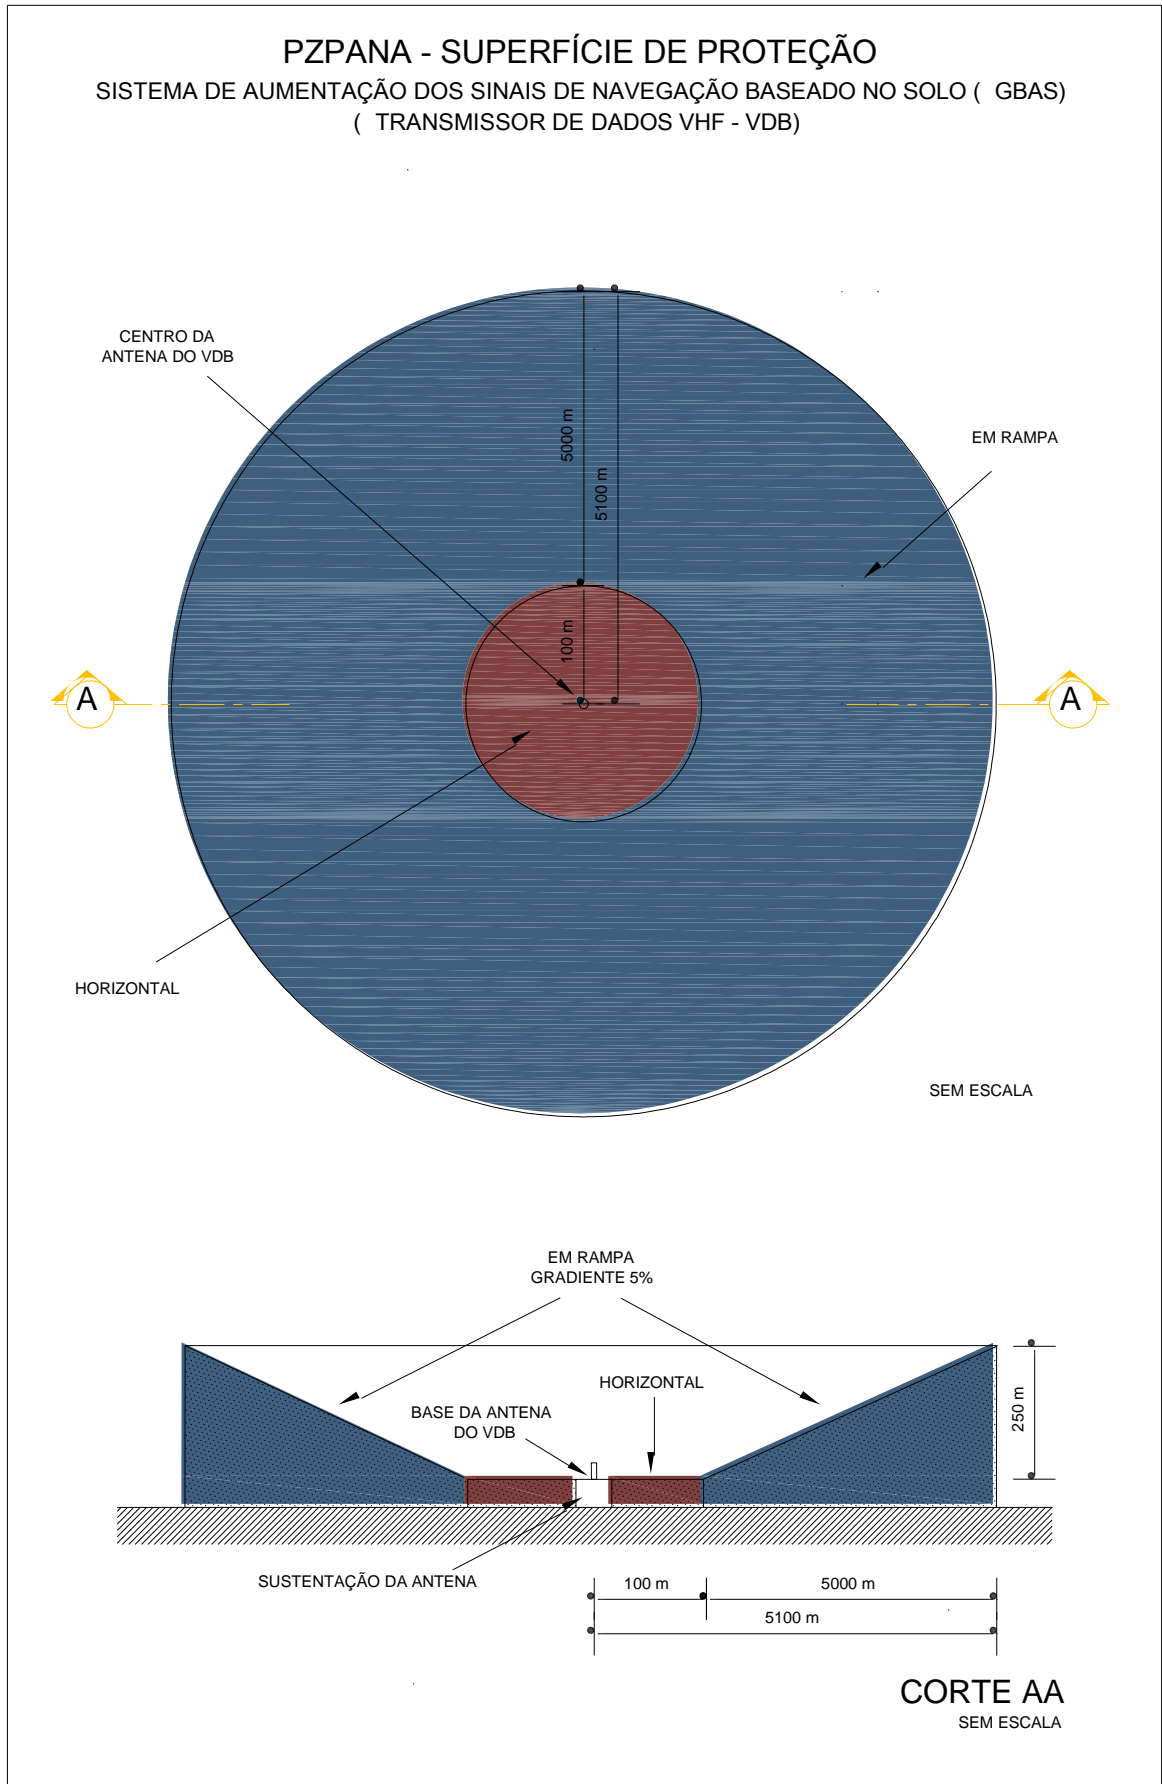 PZPANA - SUPERFÍCIE DE PROTEÇÃO
SISTEMA DE AUMENTAÇÃO DOS SINAIS DE NAVEGAÇÃO BASEADO NO SOLO ( GBAS)
( TRANSMISSOR DE DADOS VHF - VDB)
CENTRO DA
ANTENA DO VDB
5000 m
5100 m
EM RAMPA
100 m
A
A
HORIZONTAL
SEM ESCALA
EM RAMPA
GRADIENTE 5%
HORIZONTAL
BASE DA ANTENA
DO VDB
250 m
SUSTENTAÇÃO DA ANTENA
100 m
5000 m
5100 m
CORTE AA
SEM ESCALA